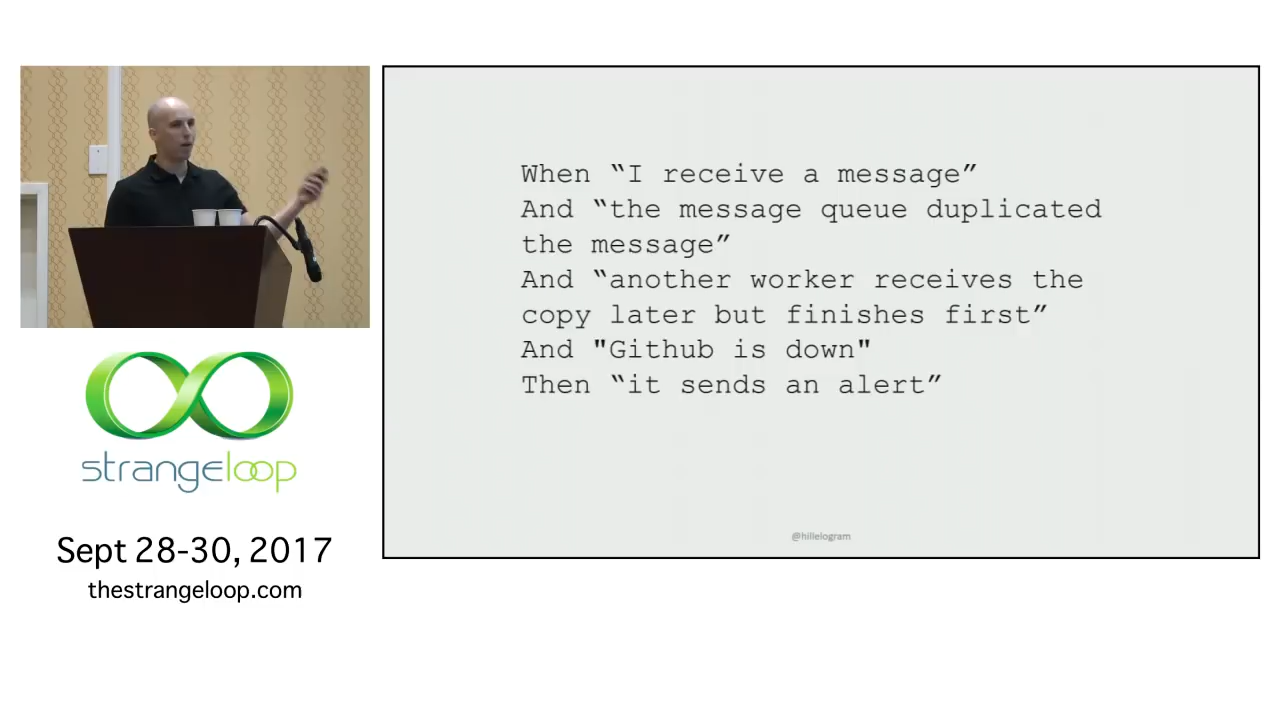 When “I receive a message”
And “the message queue duplicated
the message”
And “another worker receives the
copy later but finishes first”
And "Github is down"
Then “it sends an alert”
@hillelogram
strangeloop
Sept 28-30, 2017
thestrangeloop.com